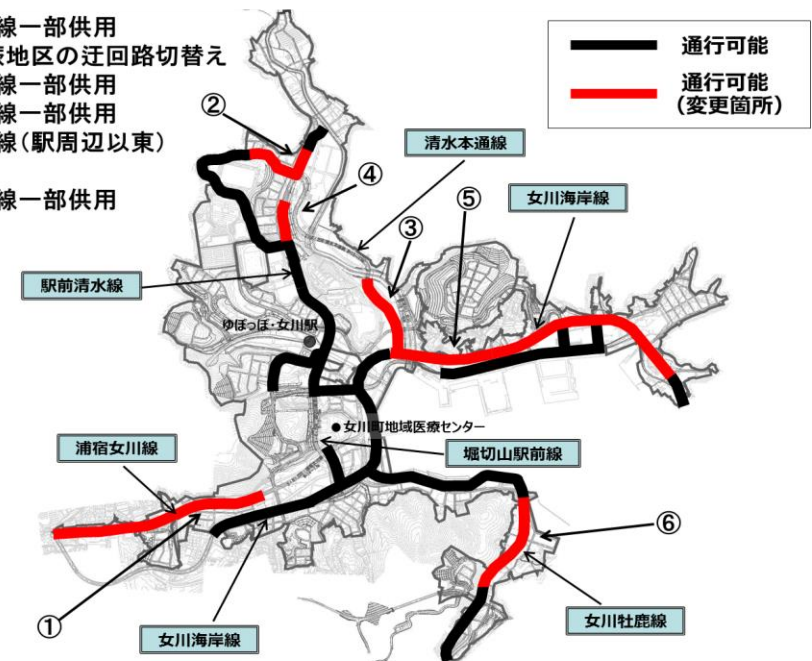 線一部供用
地区の迂回路切替え
線一部供用
線一部供用
線(駅周辺以東)
線一部供用
通行可能
通行可能
(変更箇所)
②
清水本通線
④
⑤
女川海岸線
③
駅前清水線
ゆぽっぽ・女川駅
●女川町地域医療センター
浦宿女川線
堀切山駅前線
⑥
①
女川海岸線
女川牡鹿線